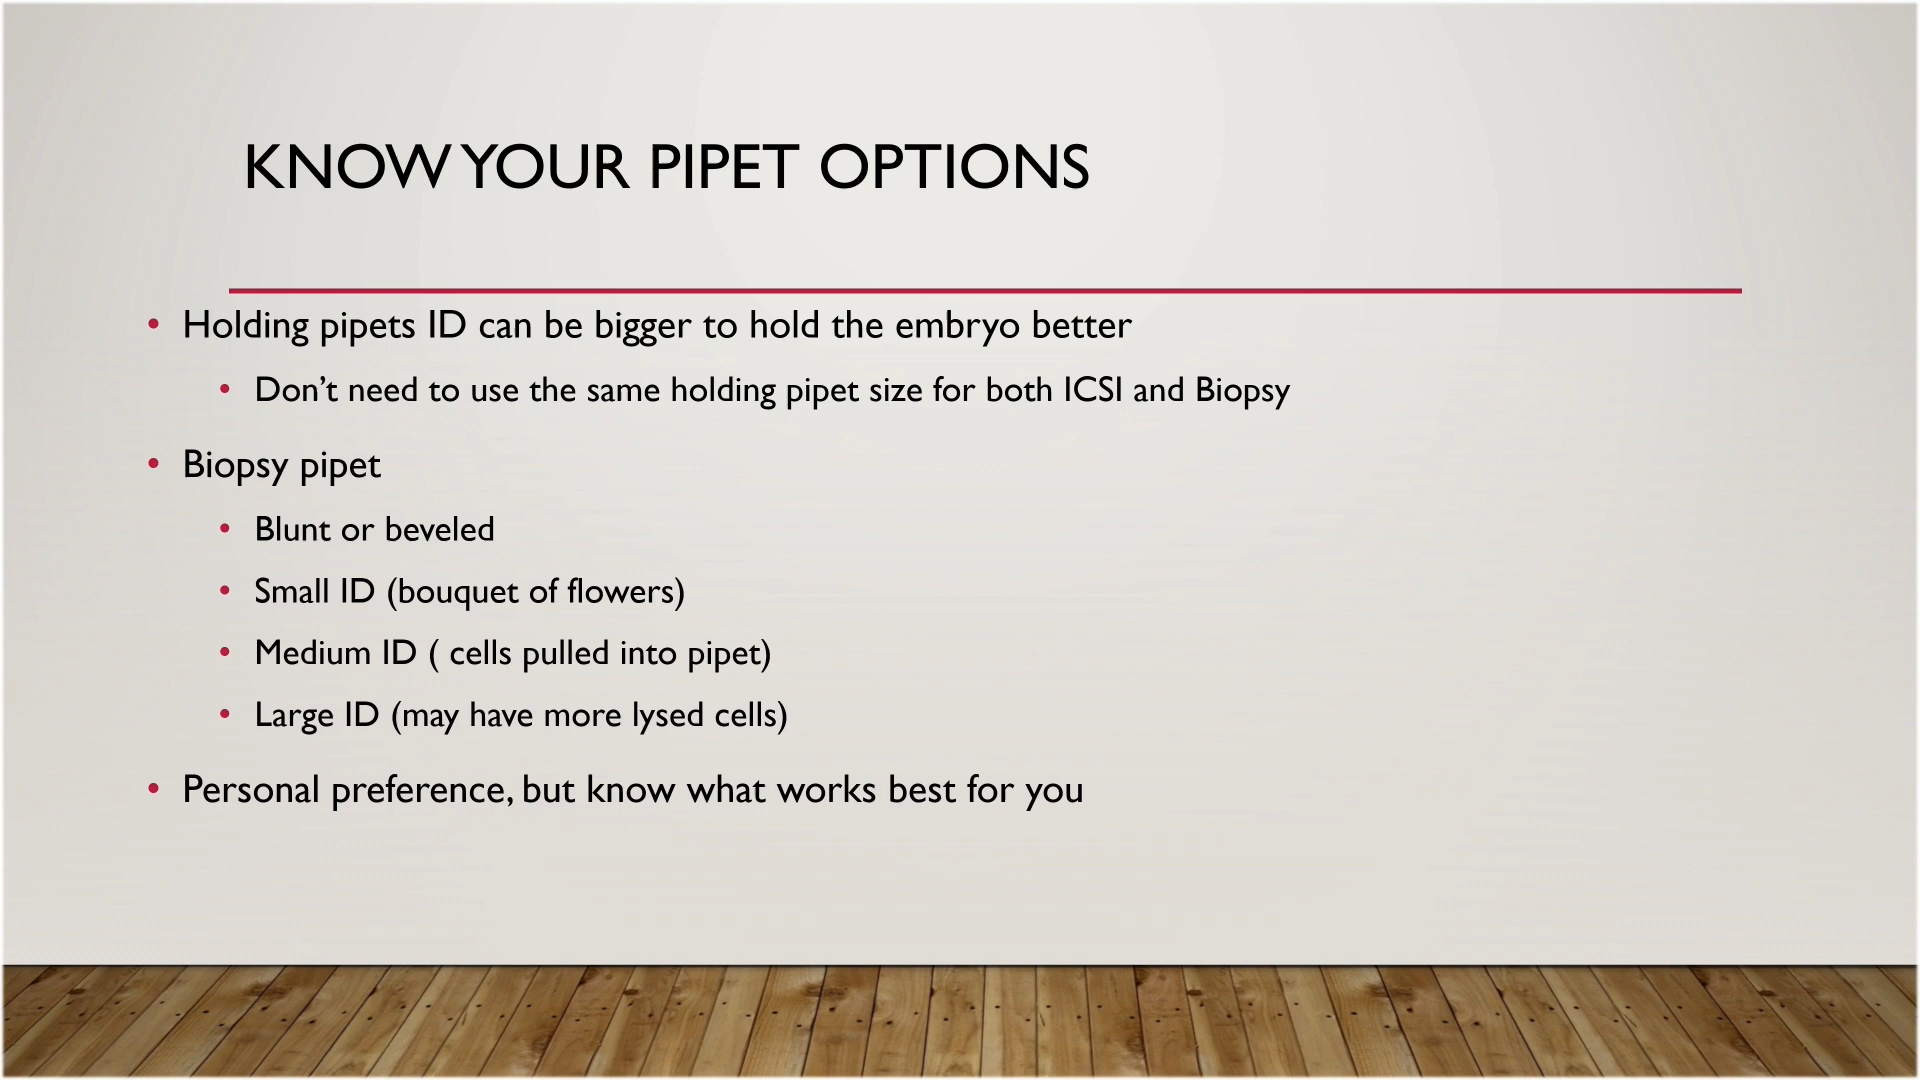 KNOW YOUR PIPET OPTIONS
• Holding pipets ID can be bigger to hold the embryo better
• Don’t need to use the same holding pipet size for both ICSI and Biopsy
• Biopsy pipet
• Blunt or beveled
• Small ID (bouquet of flowers)
• Medium ID ( cells pulled into pipet)
• Large ID (may have more lysed cells)
• Personal preference, but know what works best for you